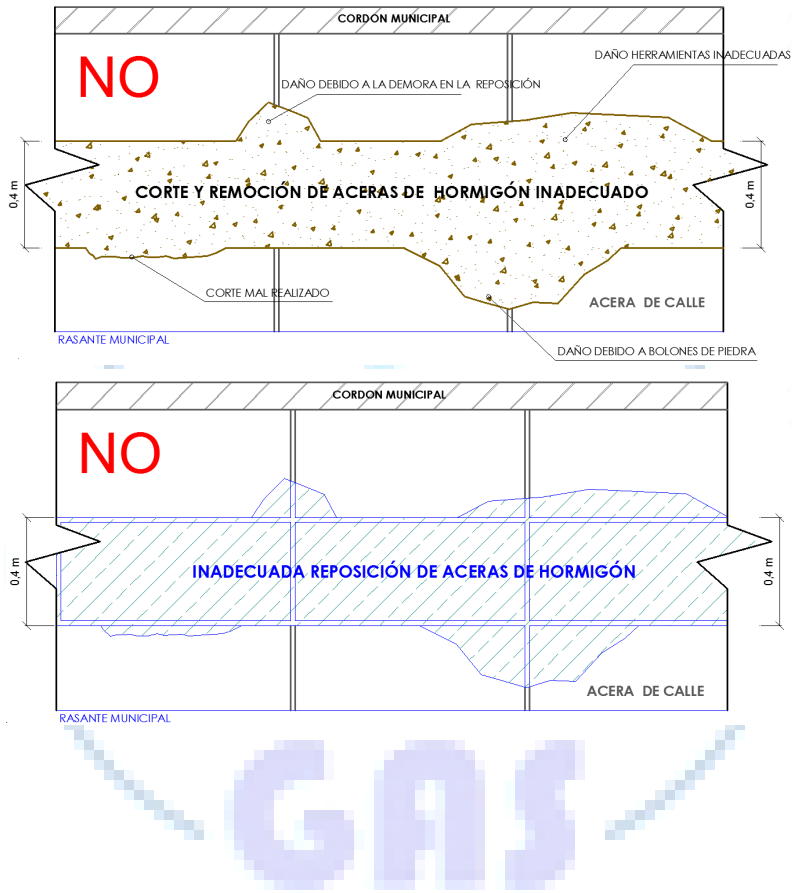 CORDON MUNICIPAL
NO
DAÑO HERRAMIENTAS INADECUADAS
DAÑO DEBIDO A LA DEMORA EN LA REPOSICIÓN
0,4 m
CORTE Y REMOCIÓN DE ACERAS DE HORMIGÓN INADECUADO
0,4 m
CORTE MAL REALIZADO
ACERA DE CALLE
RASANTE MUNICIPAL
DAÑO DEBIDO A BOLONES DE PIEDRA
CORDON MUNICIPAL
NO
0,4 m
INADECUADA REPOSICIÓN DE ACERAS DE HORMIGÓN
0,4 m
ACERA DE CALLE
RASANTE MUNICIPAL
GAS